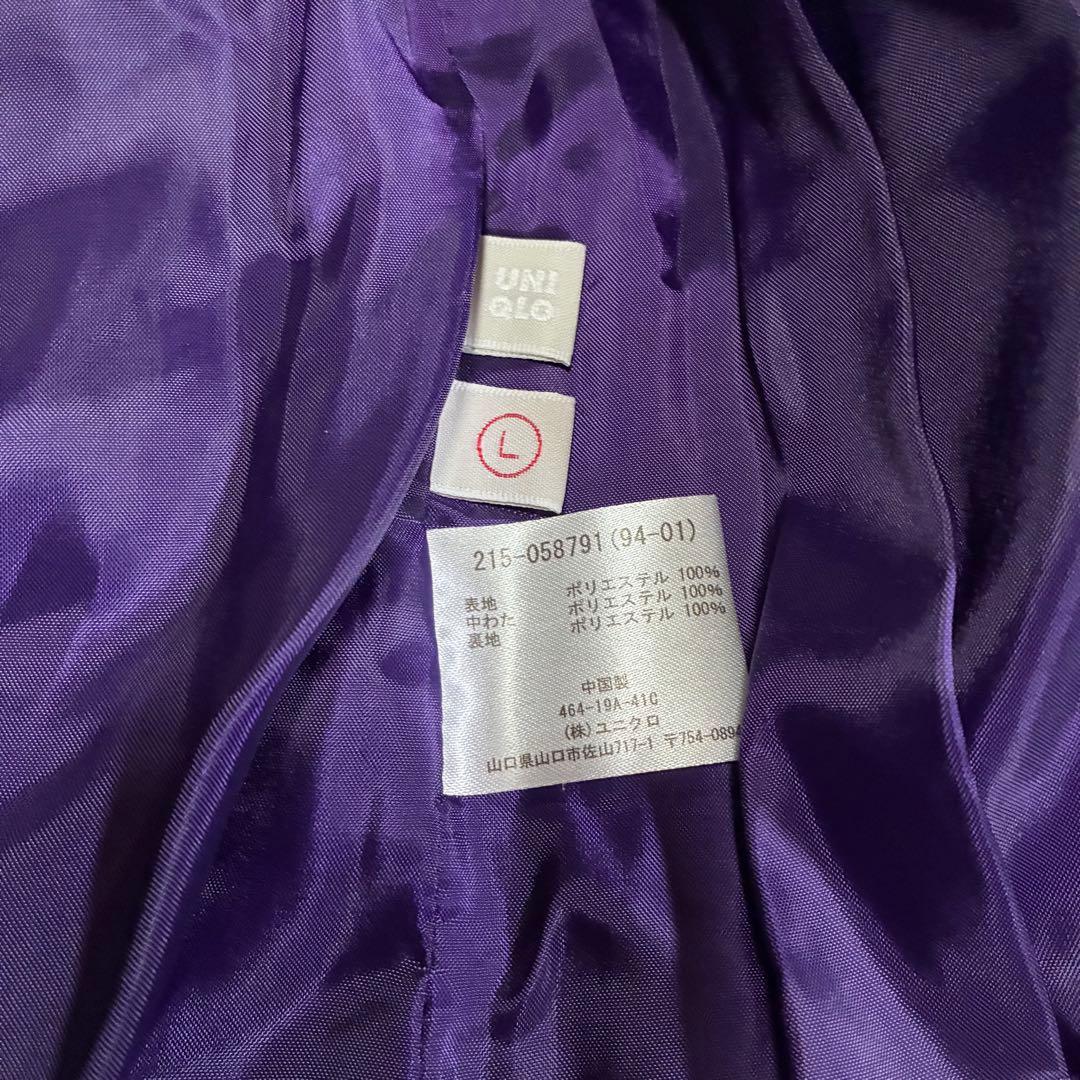 UNI
QLO
L
215-058791(94-01)
表地 ポリエステル 100%
中わた ポリエステル 100%
裏地 ポリエステル 100%
中国製
464-19A-41C
(株)ユニクロ
山口県山口市佐山717-1 〒754-0894